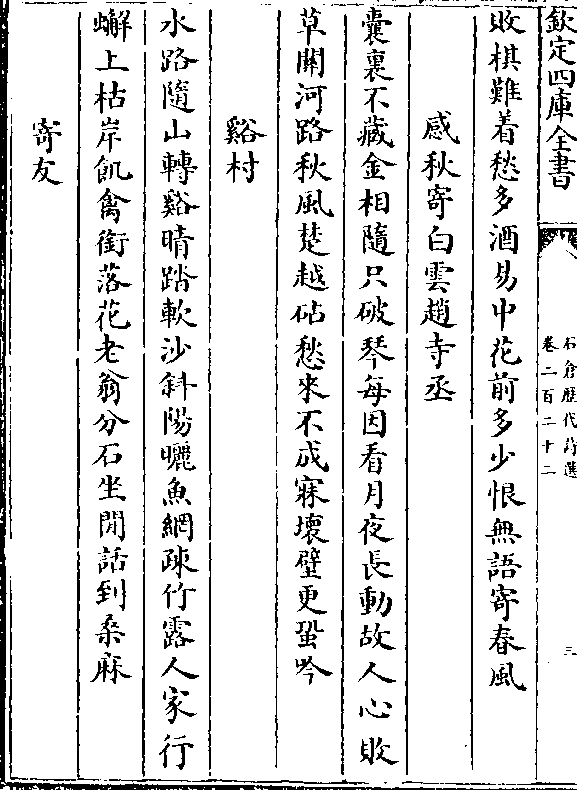 欽定四庫全書
石倉歷代詩選
卷二百二十二
三
敗棋難着愁多酒易中花前多少恨無語寄春風
感秋寄白雲趙寺丞
囊裏不藏金相隨只破琴每因看月夜長動故人心敗
草關河路秋風楚越砧愁來不成寐壞壁更蛩吟
谿村
水路隨山轉谿晴踏軟沙斜陽曬魚網疎竹露人家行
蠏上枯岸飢禽銜落花老翁分石坐閒話到桑麻
寄友